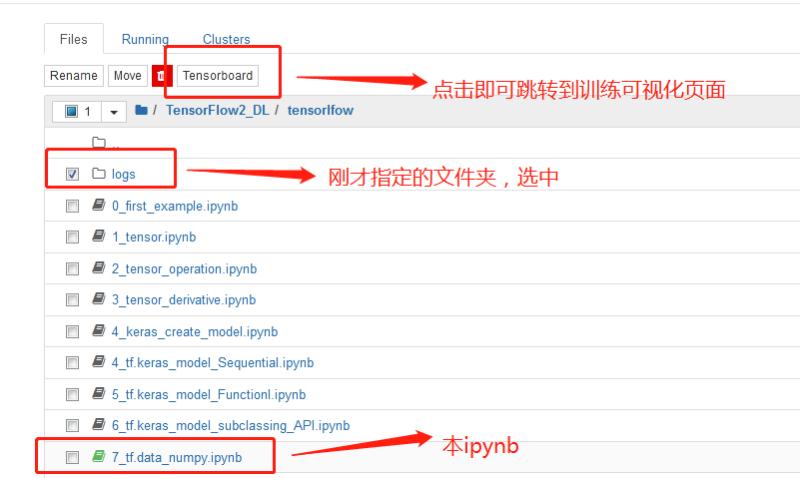 Files Running Clusters
Rename Move Tensorboard
点击即可跳转到训练可视化页面
1 / TensorFlow2_DL / tensorlfow
..
logs
刚才指定的文件夹，选中
0_first_example.ipynb
1_tensor.ipynb
2_tensor_operation.ipynb
3_tensor_derivative.ipynb
4_keras_create_model.ipynb
4_tf.keras_model_Sequential.ipynb
5_tf.keras_model_Functionl.ipynb
6_tf.keras_model_subclassing_API.ipynb
本ipynb
7_tf.data_numpy.ipynb